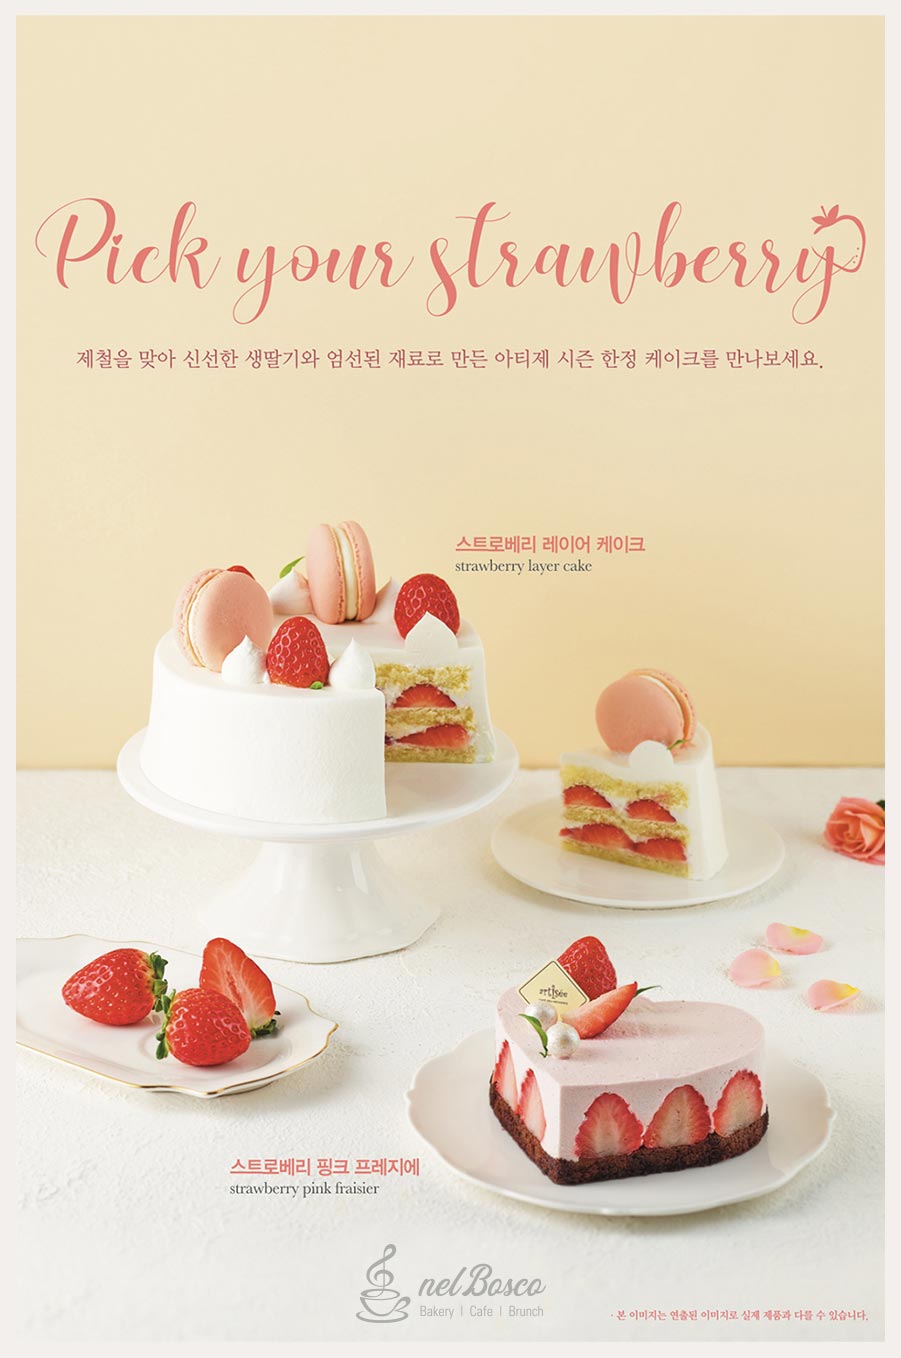 Pick your strawberry
제철을 맞아 신선한 생딸기와 엄선된 재료로 만든 아티제 시즌 한정 케이크를 만나보세요.
스트로베리 레이어 케이크
strawberry layer cake
artisée
스트로베리 핑크 프레지에
strawberry pink fraisier
nel Bosco
Bakery | Cafe | Brunch
· 본 이미지는 연출된 이미지로 실제 제품과 다를 수 있습니다.